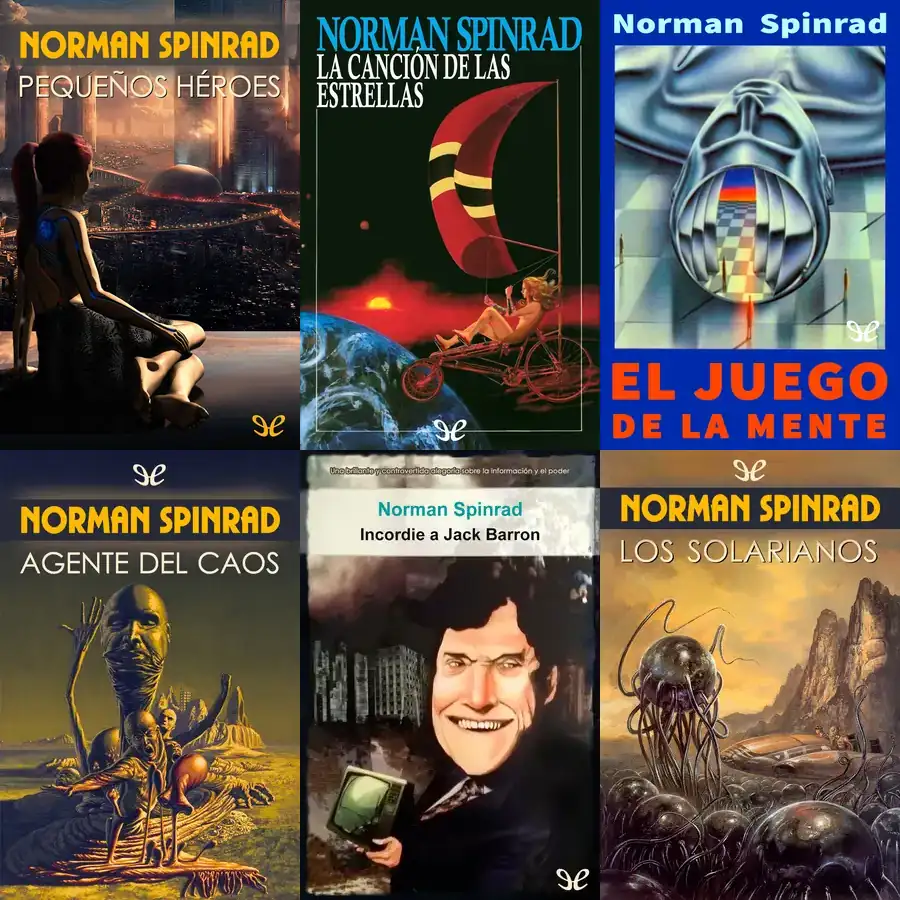 NORMAN SPINRAD
PEQUEÑOS HÉROES
NORMAN SPINRAD
LA CANCIÓN DE LAS
ESTRELLAS
Norman Spinrad
EL JUEGO
DE LA MENTE
NORMAN SPINRAD
AGENTE DEL CAOS
Una brillante y controvertida alegoría sobre la información y el poder
Norman Spinrad
Incordie a Jack Barron
NORMAN SPINRAD
LOS SOLARIANOS